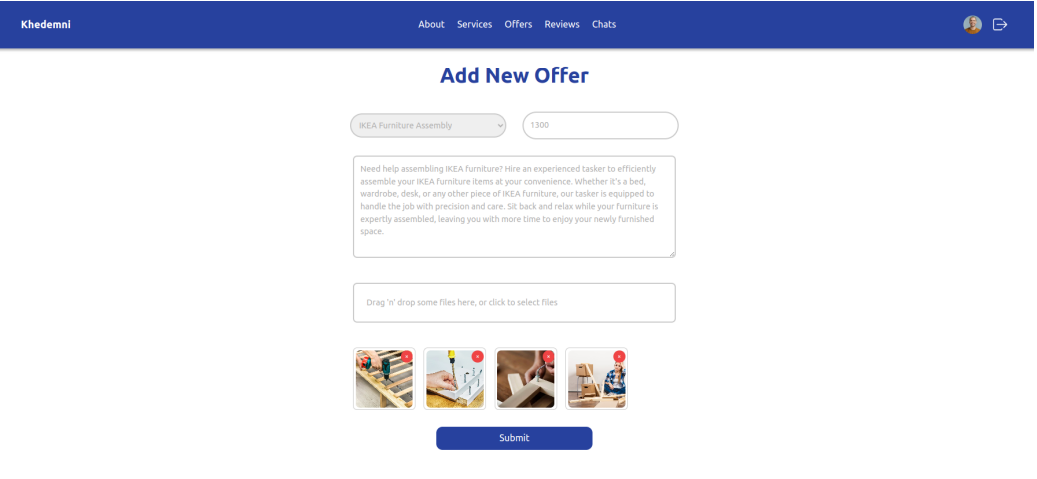 Khedemni
About Services Offers Reviews Chats
Add New Offer
IKEA Furniture Assembly
1300
Need help assembling IKEA furniture? Hire an experienced tasker to efficiently
assemble your IKEA furniture items at your convenience. Whether it's a bed,
wardrobe, desk, or any other piece of IKEA furniture, our tasker is equipped to
handle the job with precision and care. Sit back and relax while your furniture is
expertly assembled, leaving you with more time to enjoy your newly furnished
space.
Drag 'n' drop some files here, or click to select files
Submit